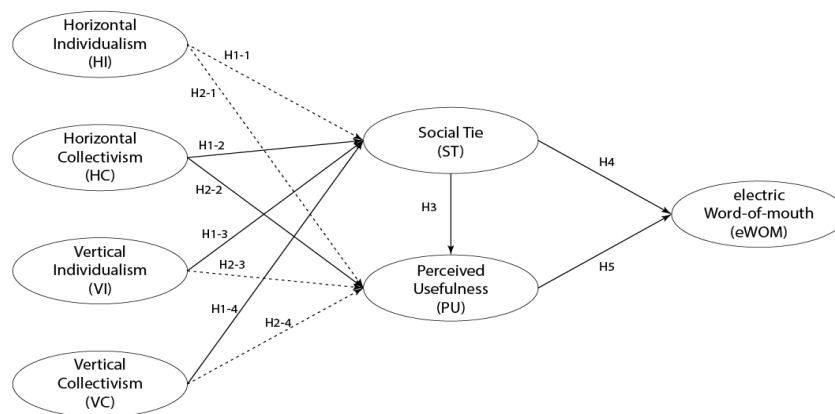 Horizontal
Individualism
(HI)
H1-1
H2-1
Horizontal
Collectivism
(HC)
H1-2
H2-2
Social Tie
(ST)
H3
H4
electric
Word-of-mouth
(eWOM)
Vertical
Individualism
(VI)
H1-3
H2-3
Perceived
Usefulness
(PU)
H5
H1-4
H2-4
Vertical
Collectivism
(VC)